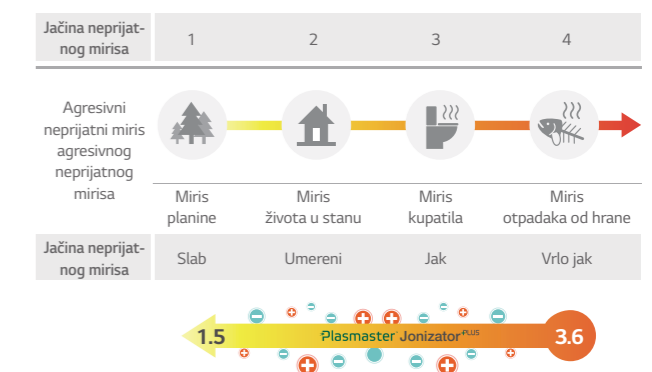 Jačina neprijat-
nog mirisa
1 2 3 4
Agresivni
neprijatni miris
agresivnog
neprijatnog
mirisa
Miris
planine
Miris
života u stanu
Miris
kupatila
Miris
otpadaka od hrane
Jačina neprijat-
nog mirisa
Slab Umereni Jak Vrlo jak
1.5 Plasmaster Jonizator PLUS 3.6